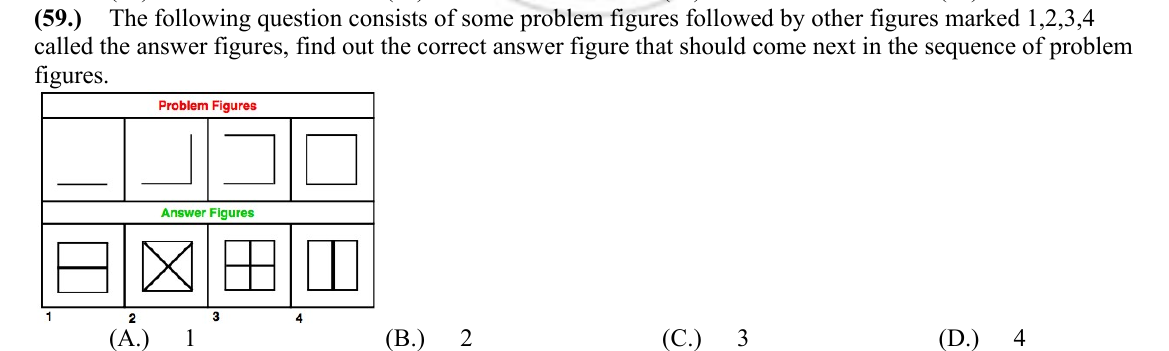 (59.) The following question consists of some problem figures followed by other figures marked 1,2,3,4
called the answer figures, find out the correct answer figure that should come next in the sequence of problem
figures.
Problem Figures
Answer Figures
1 2 3 4
(A.) 1 (B.) 2 (C.) 3 (D.) 4